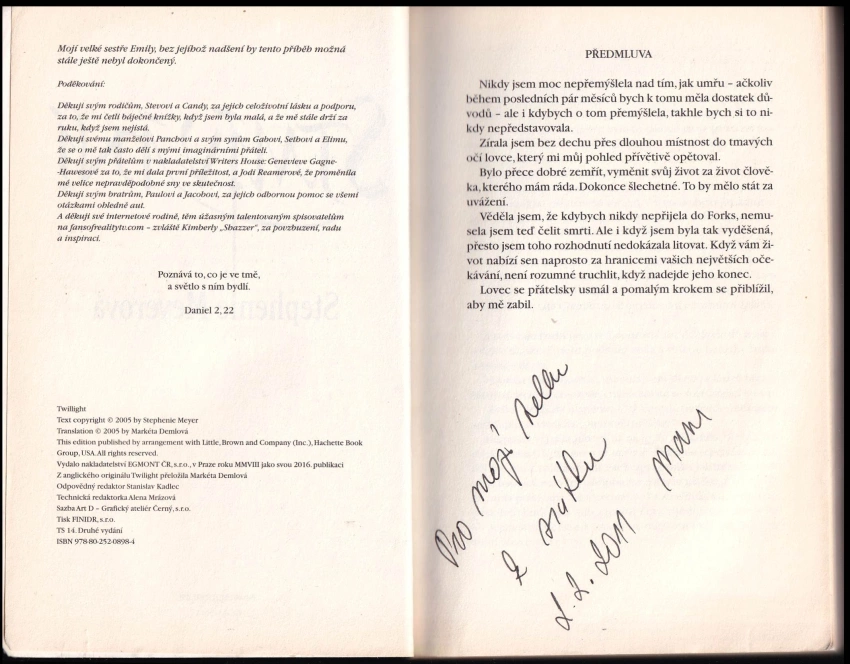 Mojí velké sestře Emily, bez jejíhož nadšení by tento příběh možná
stále ještě nebyl dokončený.
Poděkování:
Děkuji svým rodičům, Stevovi a Candy, za jejich celoživotní lásku a podporu,
za to, že mi četli báječné knížky, když jsem byla malá, a že mě stále drží za
ruku, když jsem nejistá.
Děkuji svému manželovi Panchovi a svým synům Gabovi, Sethovi a Elimu,
že se o mě tak často dělí s mými imaginárními přáteli.
Děkuji svým přátelům v nakladatelství Writers House: Genevieve Gagne-
Hawesové za to, že mi dala první příležitost, a Jodi Reamerové, že proměnila
mé velice nepravděpodobné sny ve skutečnost.
Děkuji svým bratrům, Paulovi a Jacobovi, za jejich odbornou pomoc se všemi
otázkami ohledně aut.
A děkuji své internetové rodině, těm úžasným talentovaným spisovatelům
na fansofrealitytv.com – zvláště Kimberly „Shazzer“, za povzbuzení, radu
a inspiraci.
Poznává to, co je ve tmě,
a světlo s ním bydlí.
Daniel 2, 22
Twillight
Text copyright © 2005 by Stephenie Meyer
Translation © 2005 by Markéta Demlová
This edition published by arrangement with Little, Brown and Company (Inc.), Hachette Book
Group, USA. All rights reserved.
Vydalo nakladatelství EGMONT ČR, s.r.o., v Praze roku MMVIII jako svou 2016. publikaci
Z anglického originálu Twilight přeložila Markéta Demlová
Odpovědný redaktor Stanislav Kadlec
Technická redaktorka Alena Mrázová
Sazba Art D – Grafický ateliér Černý, s.r.o.
Tisk FINIDR, s.r.o.
TS 14. Druhé vydání
ISBN 978-80-252-0898-4
PŘEDMLUVA
Nikdy jsem moc nepřemýšlela nad tím, jak umřu – ačkoliv
během posledních pár měsíců bych k tomu měla dostatek dů-
vodů – ale i kdybych o tom přemýšlela, takhle bych si to ni-
kdy nepředstavovala.
Zírala jsem bez dechu přes dlouhou místnost do tmavých
očí lovce, který mi můj pohled přívětivě opětoval.
Bylo přece dobré zemřít, vyměnit svůj život za život člově-
ka, kterého mám ráda. Dokonce šlechetné. To by mělo stát za
uvážení.
Věděla jsem, že kdybych nikdy nepřijela do Forks, nemu-
sela jsem teď čelit smrti. Ale i když jsem byla tak vyděšená,
přesto jsem toho rozhodnutí nedokázala litovat. Když vám ži-
vot nabízí sen naprosto za hranicemi vašich největších oče-
kávání, není rozumné truchlit, když nadejde jeho konec.
Lovec se přátelsky usmál a pomalým krokem se přiblížil,
aby mě zabil.
Pro moji
k svátku
2. 2. 2011